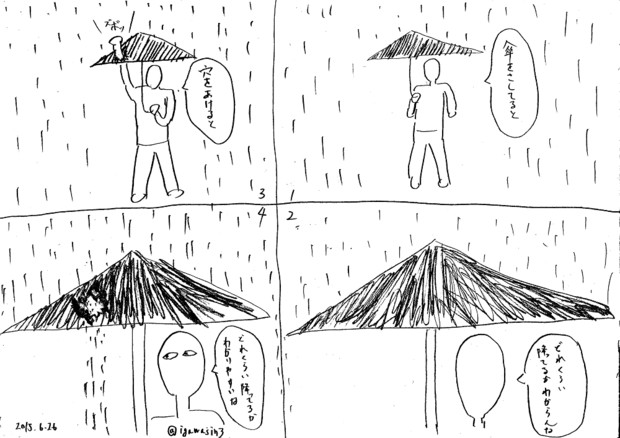 傘をさしてると
1
2
どれくらい
降ってるかわからんね
ズボッ
穴をあけると
3
4
どれくらい降ってるか
わかりやすいね
2015.6.26